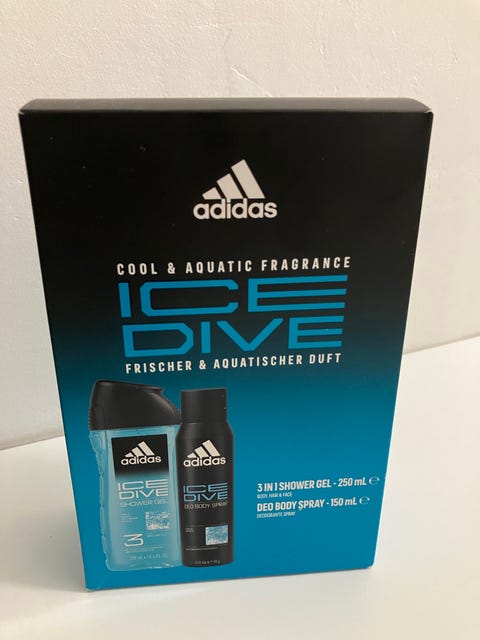 adidas
COOL & AQUATIC FRAGRANCE
ICE
DIVE
FRISCHER & AQUATISCHER DUFT
adidas
ICE
DIVE
SHOWER GEL
3
adidas
ICE
DIVE
DEO BODY SPRAY
3 IN 1 SHOWER GEL - 250 mL ℮
BODY, HAIR & FACE
DEO BODY SPRAY - 150 mL ℮
DEODORANTE SPRAY